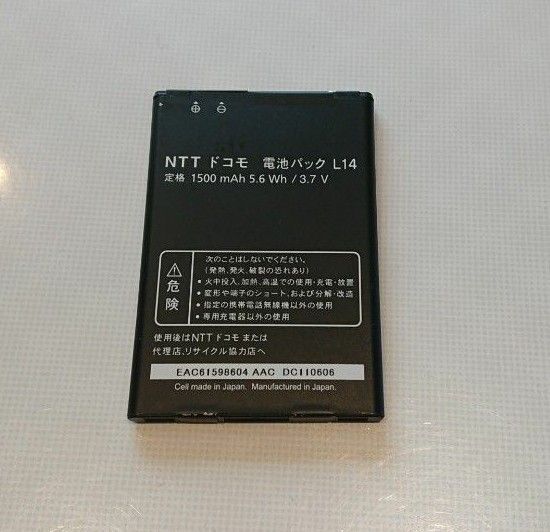 ⊕ ⊖
NTT ドコモ 電池パック L14
定格 1500 mAh 5.6 Wh / 3.7 V
⚠
危険
次のことはしないでください。
(発熱、発火、破裂の恐れあり)
・火中投入、加熱、高温での使用・充電・放置
・変形や端子のショート、および分解・改造
・指定の携帯電話無線機以外の使用
・専用充電器以外の使用
使用後はNTTドコモ または
代理店、リサイクル協力店へ
EAC61598604 AAC DC110606
Cell made in Japan. Manufactured in Japan.